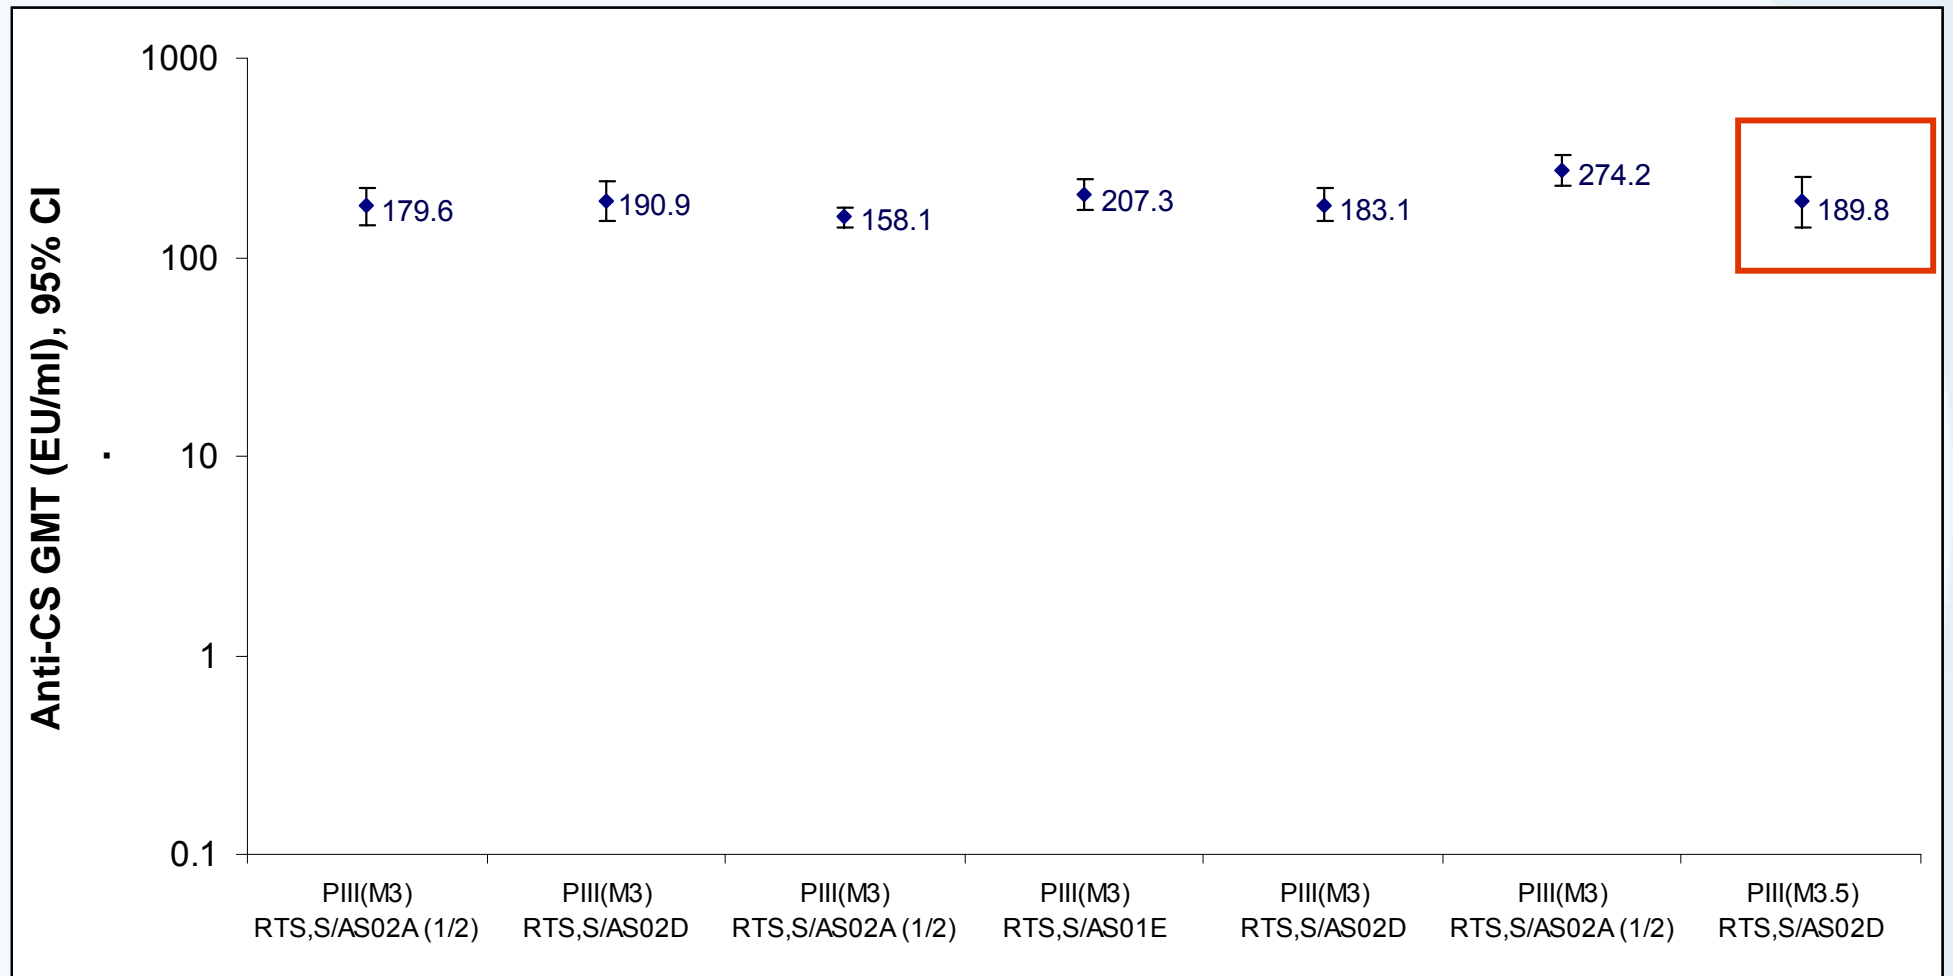 Anti-CS GMT (EU/ml), 95% CI
.
1000
100
10
1
0.1
179.6
190.9
158.1
207.3
183.1
274.2
189.8
PIII(M3)
RTS,S/AS02A (1/2)
PIII(M3)
RTS,S/AS02D
PIII(M3)
RTS,S/AS02A (1/2)
PIII(M3)
RTS,S/AS01E
PIII(M3)
RTS,S/AS02D
PIII(M3)
RTS,S/AS02A (1/2)
PIII(M3.5)
RTS,S/AS02D